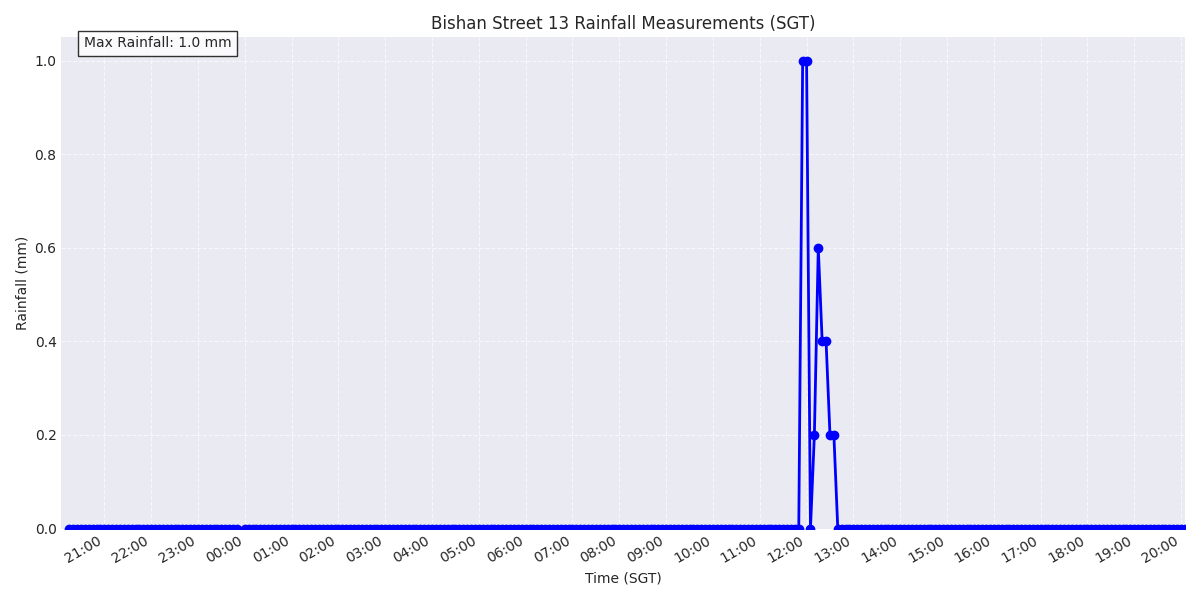 Bishan Street 13 Rainfall Measurements (SGT)
Max Rainfall: 1.0 mm
1.0
0.8
0.6
0.4
0.2
0.0
Rainfall (mm)
21:00 22:00 23:00 00:00 01:00 02:00 03:00 04:00 05:00 06:00 07:00 08:00 09:00 10:00 11:00 12:00 13:00 14:00 15:00 16:00 17:00 18:00 19:00 20:00
Time (SGT)